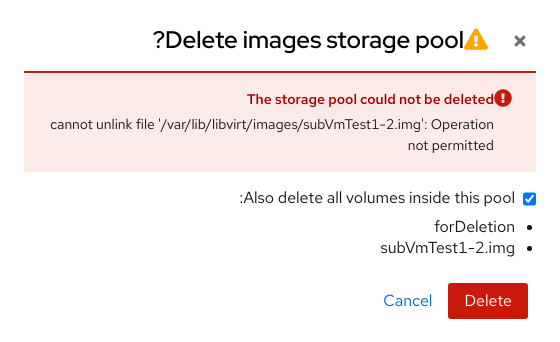 ?Delete images storage pool
The storage pool could not be deleted
cannot unlink file '/var/lib/libvirt/images/subVmTest1-2.img': Operation
not permitted
:Also delete all volumes inside this pool
forDeletion
subVmTest1-2.img
Delete
Cancel